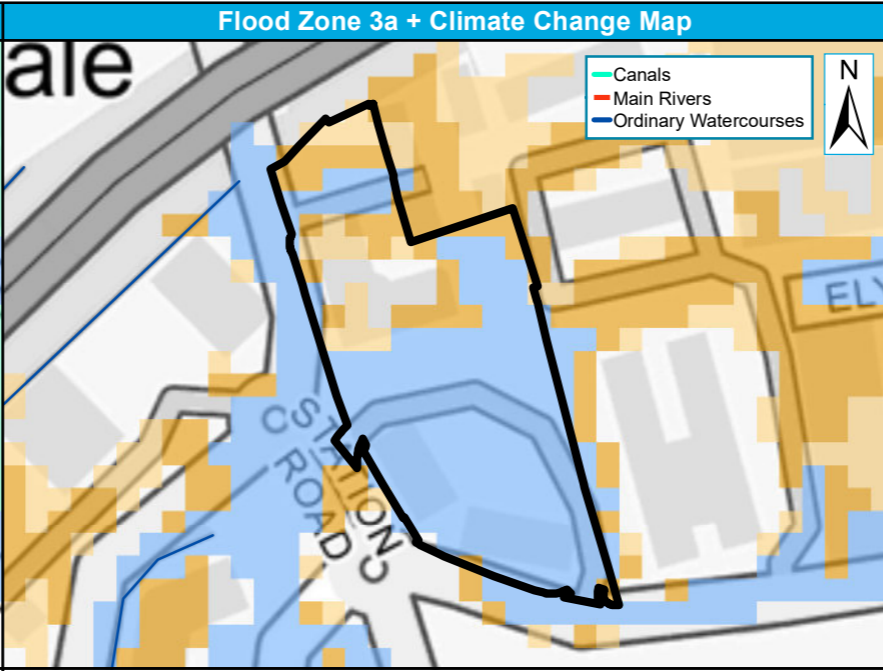 Flood Zone 3a + Climate Change Map
ale
Canals
Main Rivers
Ordinary Watercourses
N
ELY
STATION
ROAD